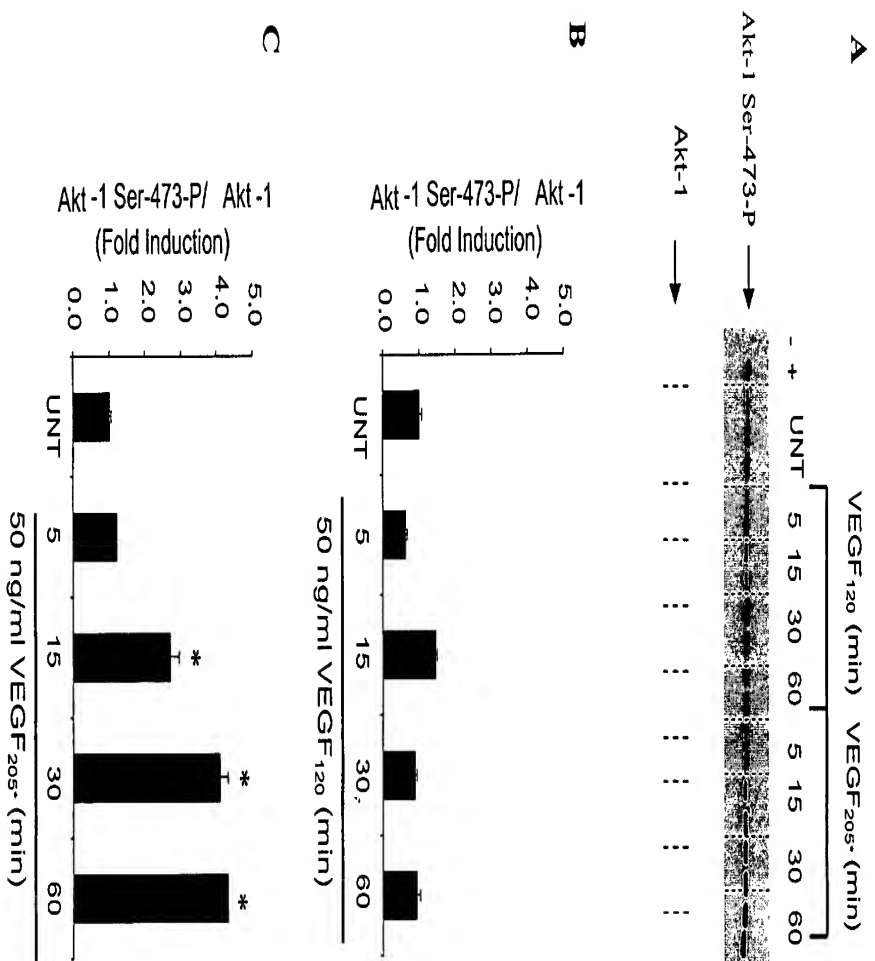 A
VEGF120 (min) VEGF205* (min)
- + UNT 5 15 30 60 5 15 30 60
Akt-1 Ser-473-P
Akt-1
B
Akt -1 Ser-473-P/ Akt -1
(Fold Induction)
5.0
4.0
3.0
2.0
1.0
0.0
UNT 5 15 30 60
50 ng/ml VEGF120 (min)
C
Akt -1 Ser-473-P/ Akt -1
(Fold Induction)
5.0
4.0
3.0
2.0
1.0
0.0
* * *
UNT 5 15 30 60
50 ng/ml VEGF205* (min)